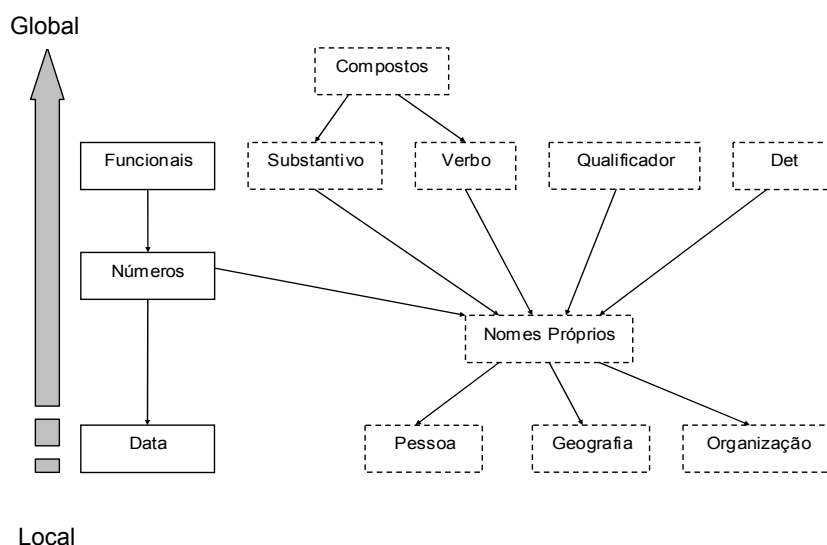 Global
Compostos
Funcionais
Substantivo
Verbo
Qualificador
Det
Números
Nomes Próprios
Data
Pessoa
Geografia
Organização
Local